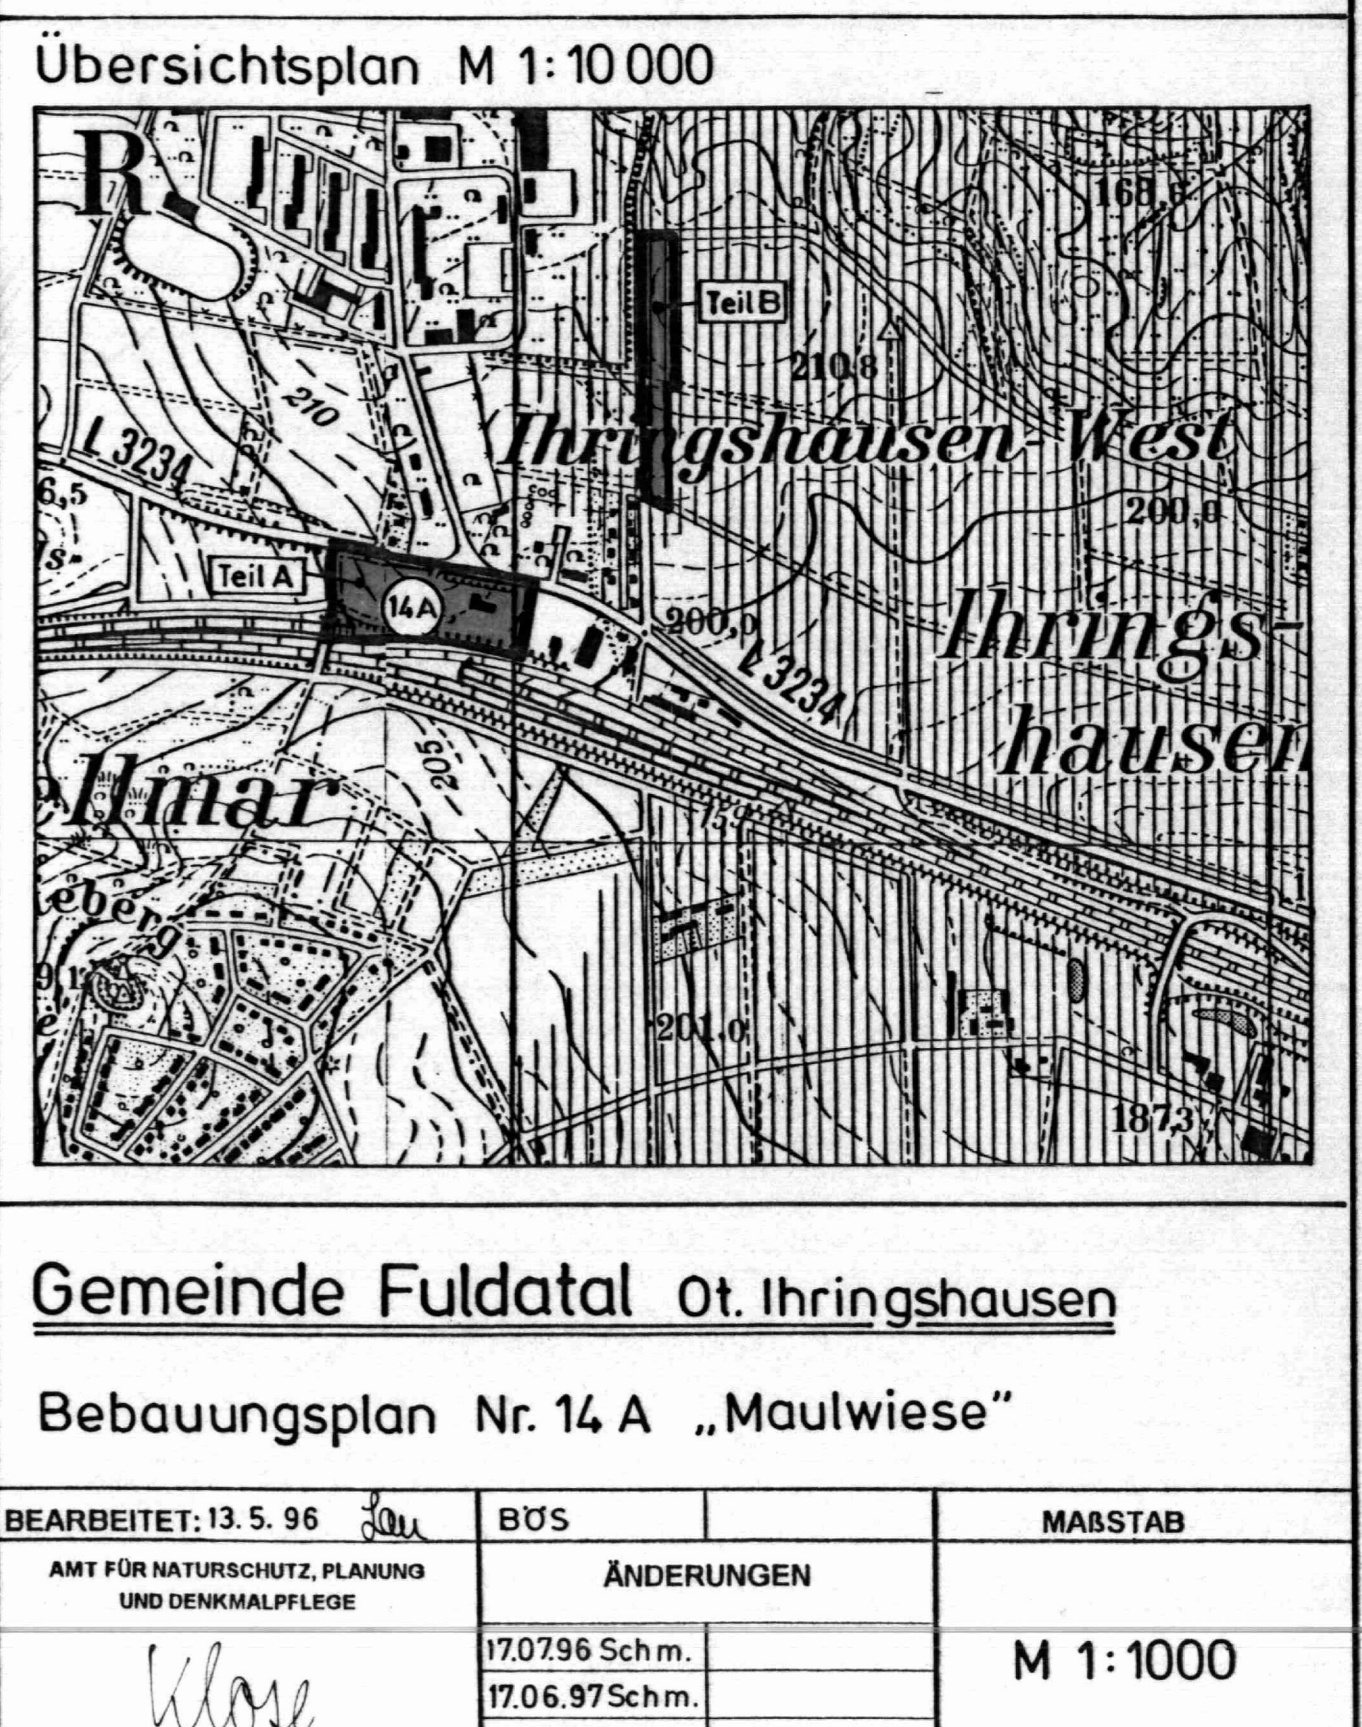 Übersichtsplan M 1:10 000
R
168,6
Teil B
210,8
210
Ihringshausen-West
L 3234
6,5
200,0
Teil A
14A
200,0
Ihrings-
L 3234
hausen
205
ollmar
159
eberg
201,0
187,3
Gemeinde Fuldatal Ot. Ihringshausen
Bebauungsplan Nr. 14 A „Maulwiese”
BEARBEITET: 13. 5. 96
BÖS
MAßSTAB
AMT FÜR NATURSCHUTZ, PLANUNG
UND DENKMALPFLEGE
ÄNDERUNGEN
17.07.96 Schm.
M 1:1000
17.06.97 Schm.
Klose